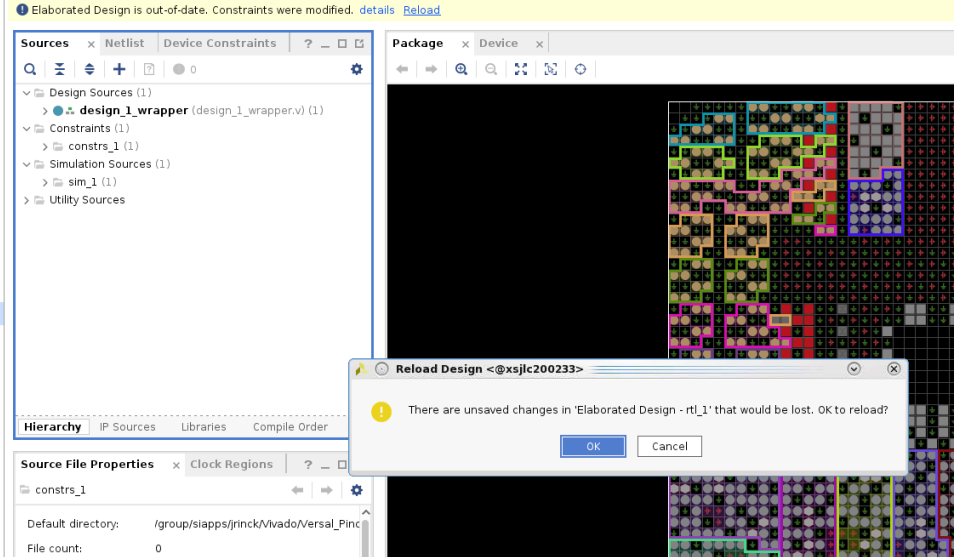 Elaborated Design is out-of-date. Constraints were modified. details Reload
Sources Netlist Device Constraints
0
Design Sources (1)
design_1_wrapper (design_1_wrapper.v) (1)
Constraints (1)
constrs_1 (1)
Simulation Sources (1)
sim_1 (1)
Utility Sources
Hierarchy IP Sources Libraries Compile Order
Source File Properties Clock Regions
constrs_1
Default directory: /group/siapps/jrinck/Vivado/Versal_Pinc
File count: 0
Package Device
Reload Design <@xsjlc200233>
There are unsaved changes in 'Elaborated Design - rtl_1' that would be lost. OK to reload?
OK Cancel